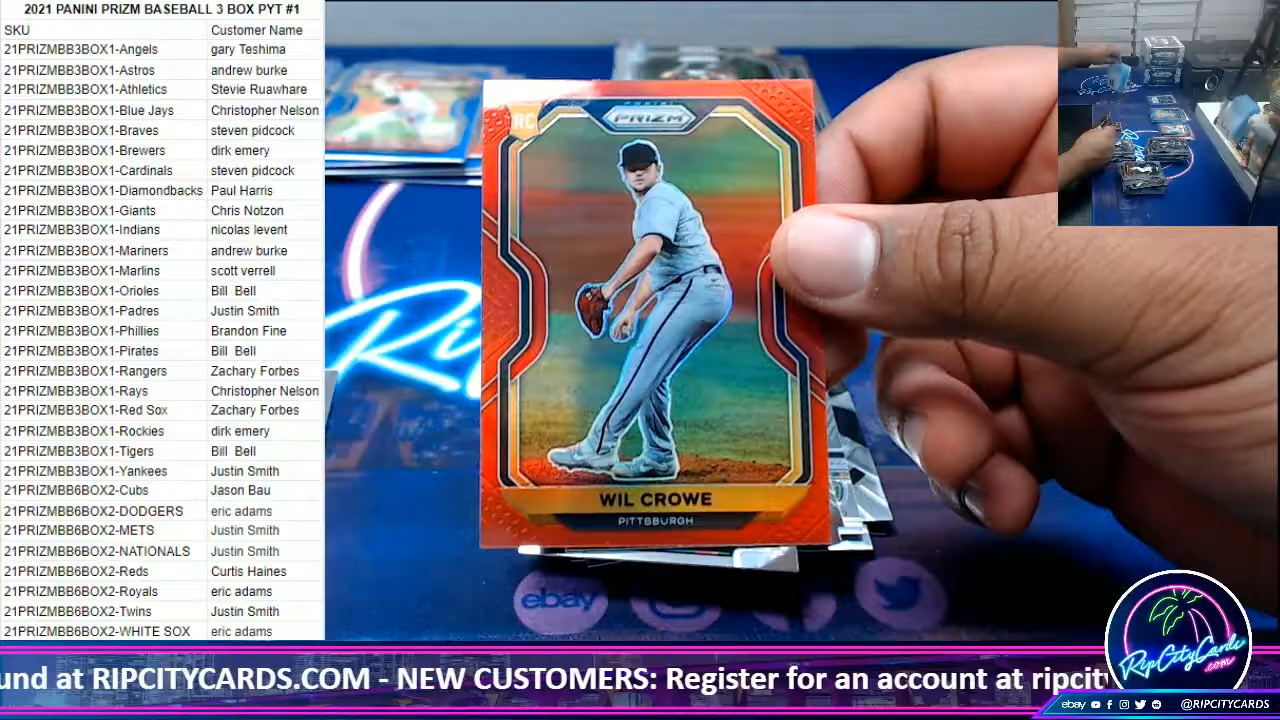 2021 PANINI PRIZM BASEBALL 3 BOX PYT #1
SKU Customer Name
21PRIZMBB3BOX1-Angels gary Teshima
21PRIZMBB3BOX1-Astros andrew burke
21PRIZMBB3BOX1-Athletics Stevie Ruawhare
21PRIZMBB3BOX1-Blue Jays Christopher Nelson
21PRIZMBB3BOX1-Braves steven pidcock
21PRIZMBB3BOX1-Brewers dirk emery
21PRIZMBB3BOX1-Cardinals steven pidcock
21PRIZMBB3BOX1-Diamondbacks Paul Harris
21PRIZMBB3BOX1-Giants Chris Notzon
21PRIZMBB3BOX1-Indians nicolas levent
21PRIZMBB3BOX1-Mariners andrew burke
21PRIZMBB3BOX1-Marlins scott verrell
21PRIZMBB3BOX1-Orioles Bill Bell
21PRIZMBB3BOX1-Padres Justin Smith
21PRIZMBB3BOX1-Phillies Brandon Fine
21PRIZMBB3BOX1-Pirates Bill Bell
21PRIZMBB3BOX1-Rangers Zachary Forbes
21PRIZMBB3BOX1-Rays Christopher Nelson
21PRIZMBB3BOX1-Red Sox Zachary Forbes
21PRIZMBB3BOX1-Rockies dirk emery
21PRIZMBB3BOX1-Tigers Bill Bell
21PRIZMBB3BOX1-Yankees Justin Smith
21PRIZMBB6BOX2-Cubs Jason Bau
21PRIZMBB6BOX2-DODGERS eric adams
21PRIZMBB6BOX2-METS Justin Smith
21PRIZMBB6BOX2-NATIONALS Justin Smith
21PRIZMBB6BOX2-Reds Curtis Haines
21PRIZMBB6BOX2-Royals eric adams
21PRIZMBB6BOX2-Twins Justin Smith
21PRIZMBB6BOX2-WHITE SOX eric adams
RC
PANINI
PRIZM
WIL CROWE
PITTSBURGH
ebay
und at RIPCITYCARDS.COM - NEW CUSTOMERS: Register for an account at ripcity
RipCityCards
.com
ebay @RIPCITYCARDS